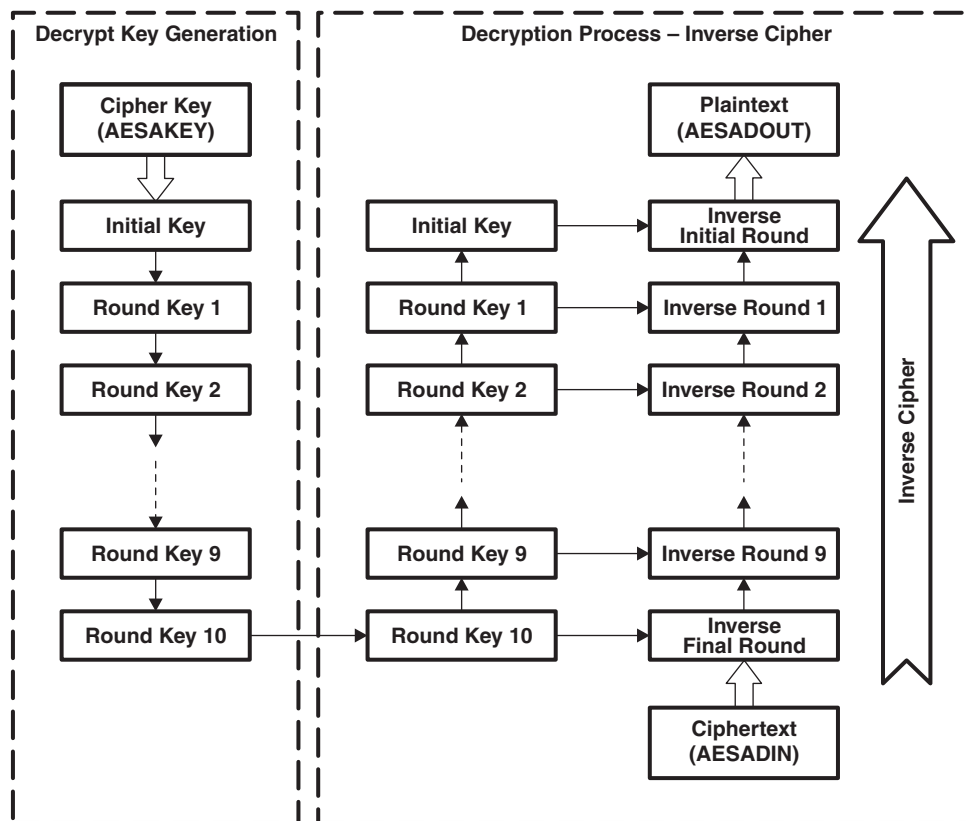 Decrypt Key Generation
Cipher Key
(AESAKEY)
Initial Key
Round Key 1
Round Key 2
Round Key 9
Round Key 10
Decryption Process – Inverse Cipher
Plaintext
(AESADOUT)
Initial Key
Inverse
Initial Round
Round Key 1
Inverse Round 1
Round Key 2
Inverse Round 2
Round Key 9
Inverse Round 9
Round Key 10
Inverse
Final Round
Ciphertext
(AESADIN)
Inverse Cipher